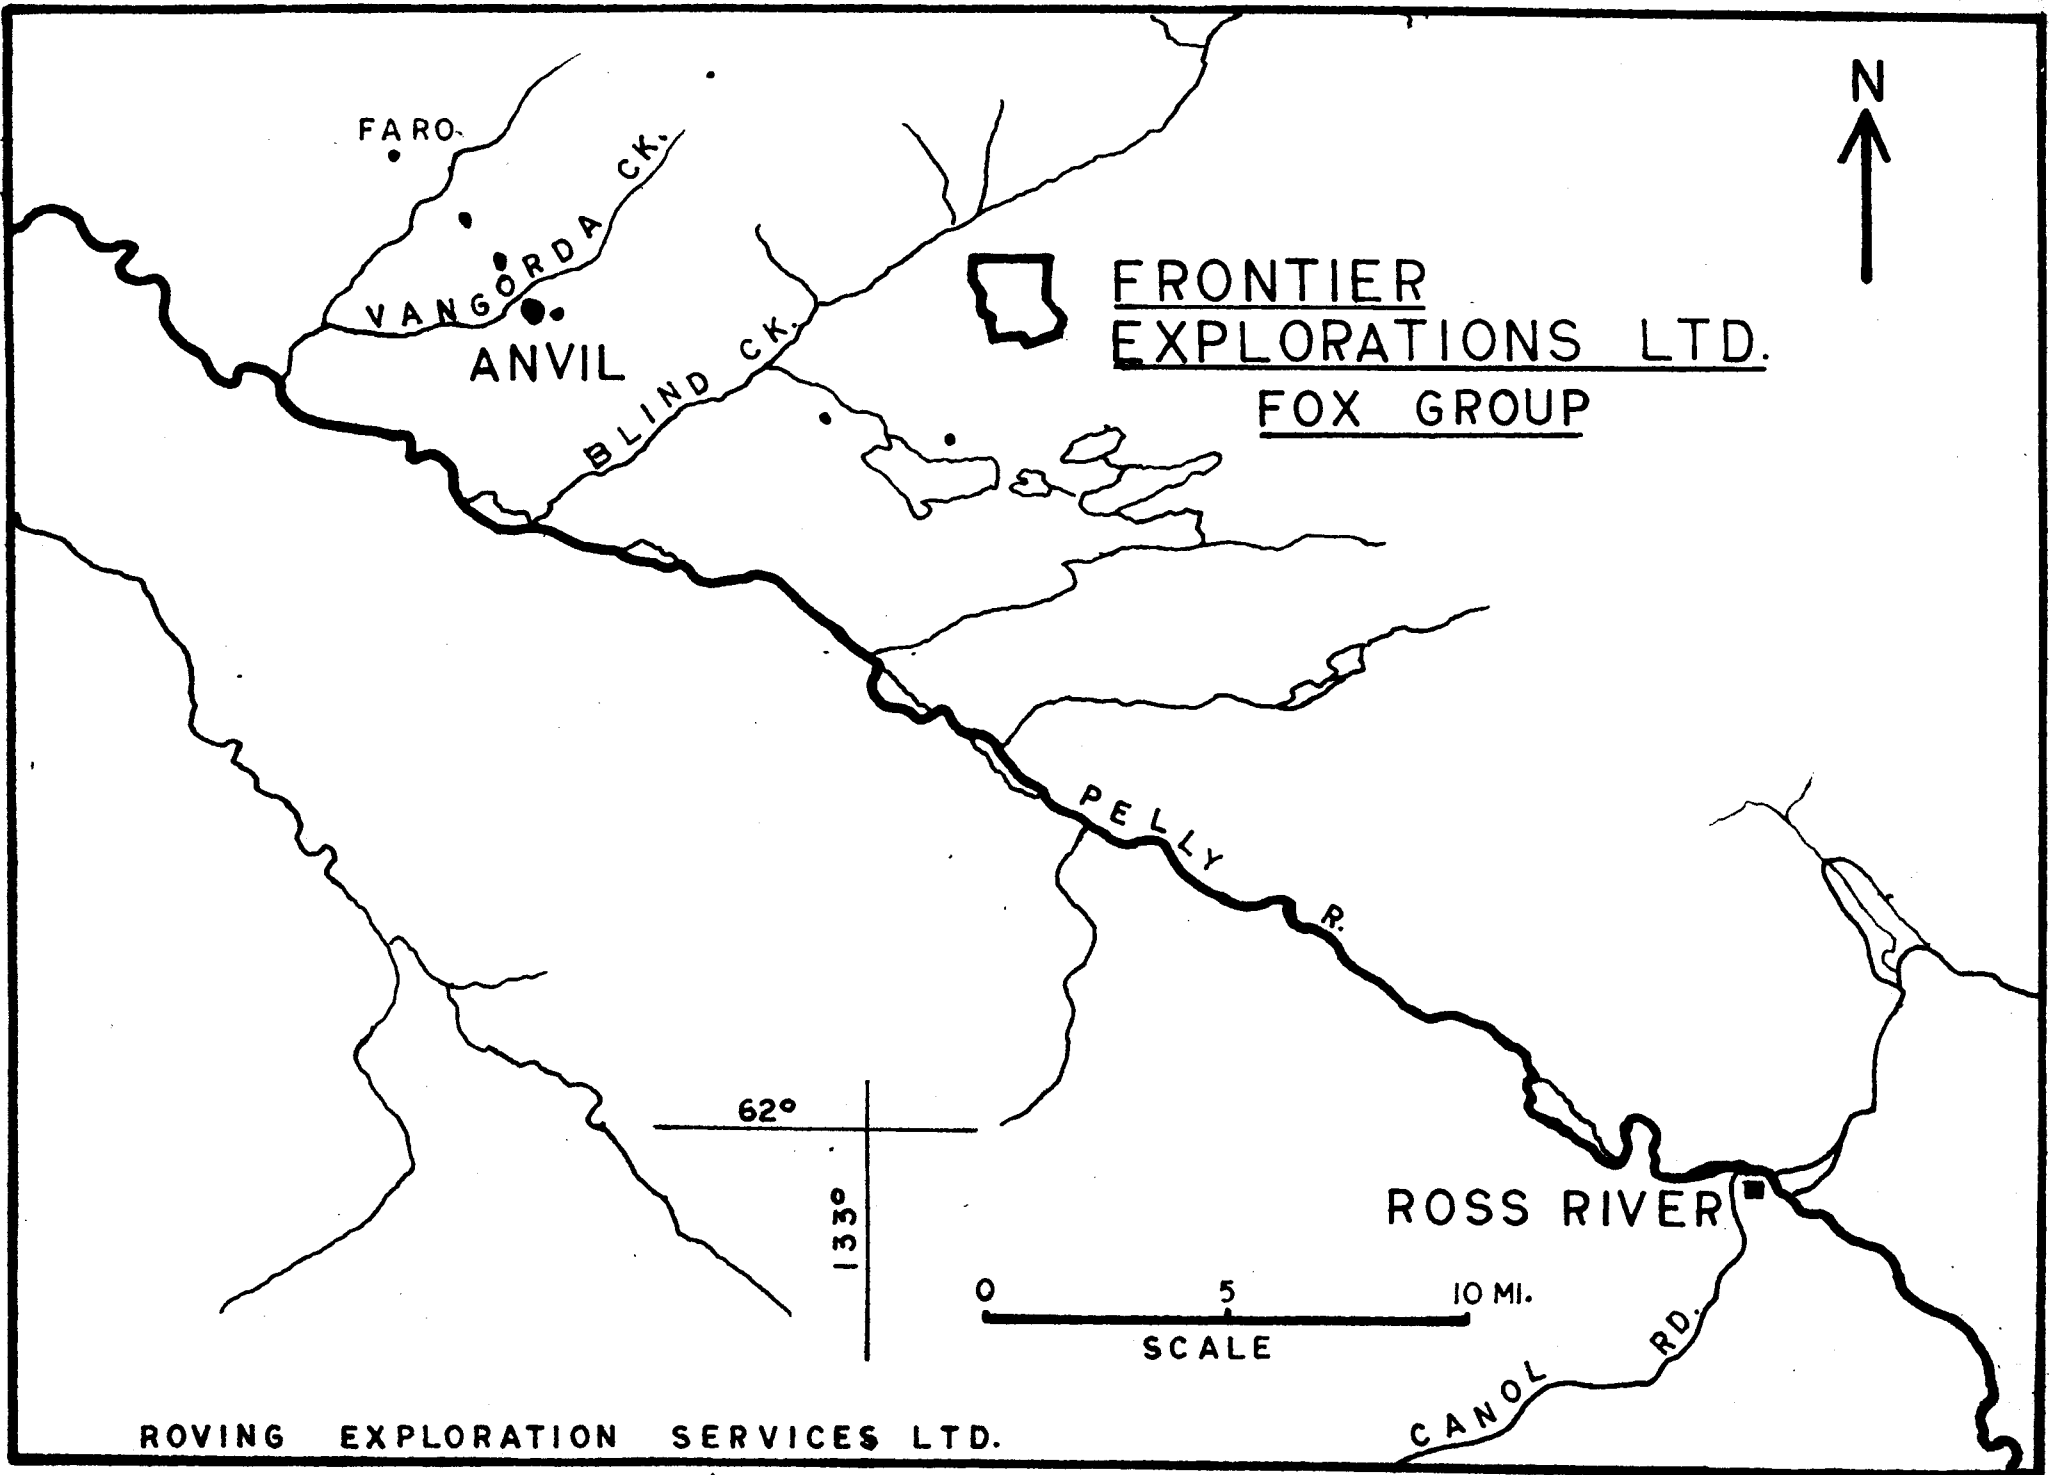 N
FARO
VANGORDA CK.
ANVIL
BLIND CK.
FRONTIER
EXPLORATIONS LTD.
FOX GROUP
PELLY R.
62°
133°
ROSS RIVER
0 5 10 MI.
SCALE
CANOL RD.
ROVING EXPLORATION SERVICES LTD.